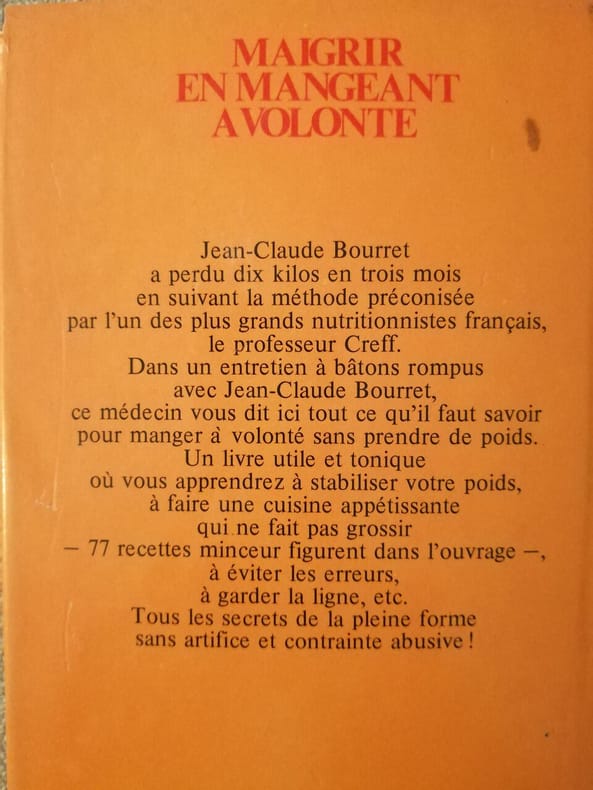 MAIGRIR
EN MANGEANT
A VOLONTE
Jean-Claude Bourret
a perdu dix kilos en trois mois
en suivant la méthode préconisée
par l'un des plus grands nutritionnistes français,
le professeur Creff.
Dans un entretien à bâtons rompus
avec Jean-Claude Bourret,
ce médecin vous dit ici tout ce qu'il faut savoir
pour manger à volonté sans prendre de poids.
Un livre utile et tonique
où vous apprendrez à stabiliser votre poids,
à faire une cuisine appétissante
qui ne fait pas grossir
– 77 recettes minceur figurent dans l'ouvrage –,
à éviter les erreurs,
à garder la ligne, etc.
Tous les secrets de la pleine forme
sans artifice et contrainte abusive !